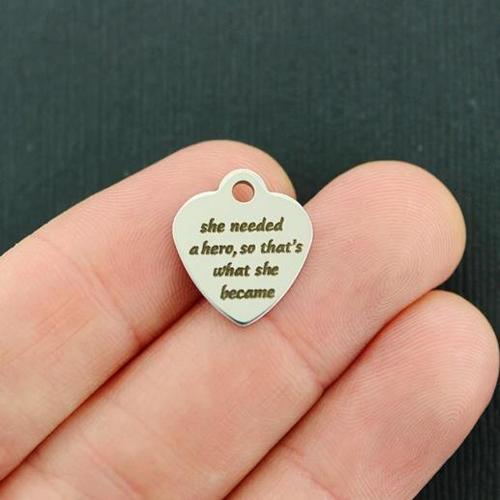 she needed
a hero, so that's
what she
became